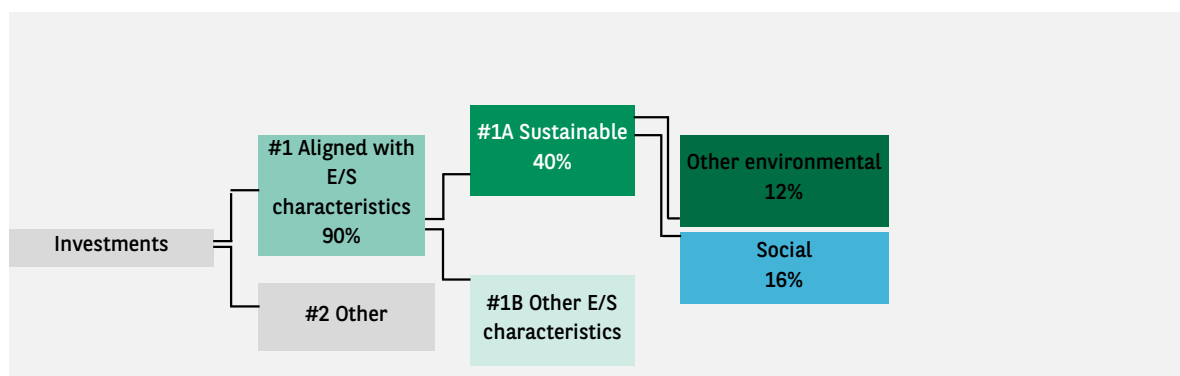 #1A Sustainable
40%
#1 Aligned with
E/S
characteristics
90%
Other environmental
12%
Investments
Social
16%
#2 Other
#1B Other E/S
characteristics